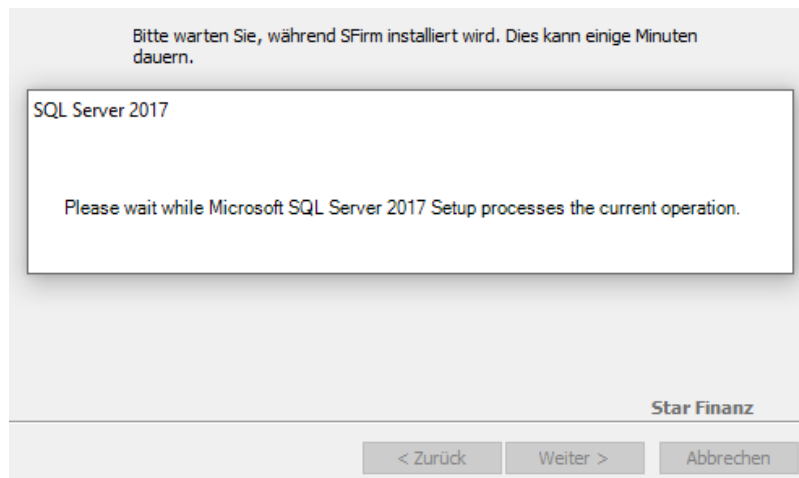 Bitte warten Sie, während SFirm installiert wird. Dies kann einige Minuten
dauern.
SQL Server 2017
Please wait while Microsoft SQL Server 2017 Setup processes the current operation.
Star Finanz
< Zurück Weiter > Abbrechen